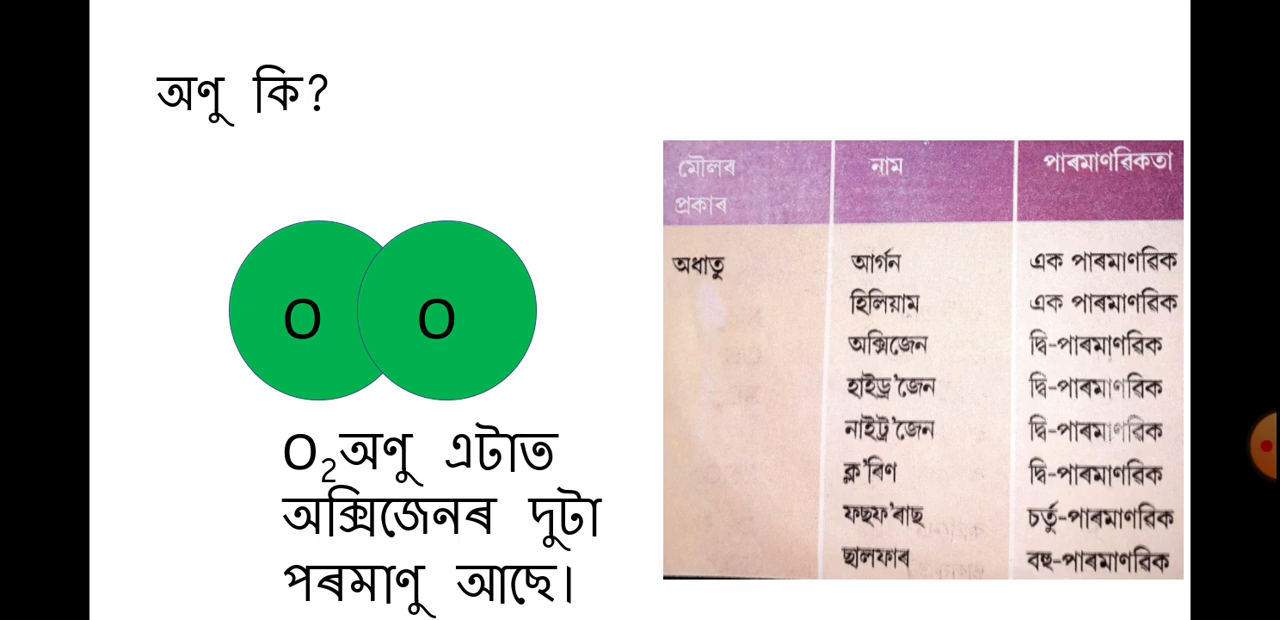 অণু কি?
O O
O₂অণু এটাত
অক্সিজেনৰ দুটা
পৰমাণু আছে।
মৌলৰ প্ৰকাৰ নাম পাৰমাণৱিকতা
অধাতু আৰ্গন এক পাৰমাণৱিক
হিলিয়াম এক পাৰমাণৱিক
অক্সিজেন দ্বি-পাৰমাণৱিক
হাইড্ৰ'জেন দ্বি-পাৰমাণৱিক
নাইট্ৰ'জেন দ্বি-পাৰমাণৱিক
ক্ল'ৰিণ দ্বি-পাৰমাণৱিক
ফছফ'ৰাছ চৰ্তু-পাৰমাণৱিক
ছালফাৰ বহু-পাৰমাণৱিক